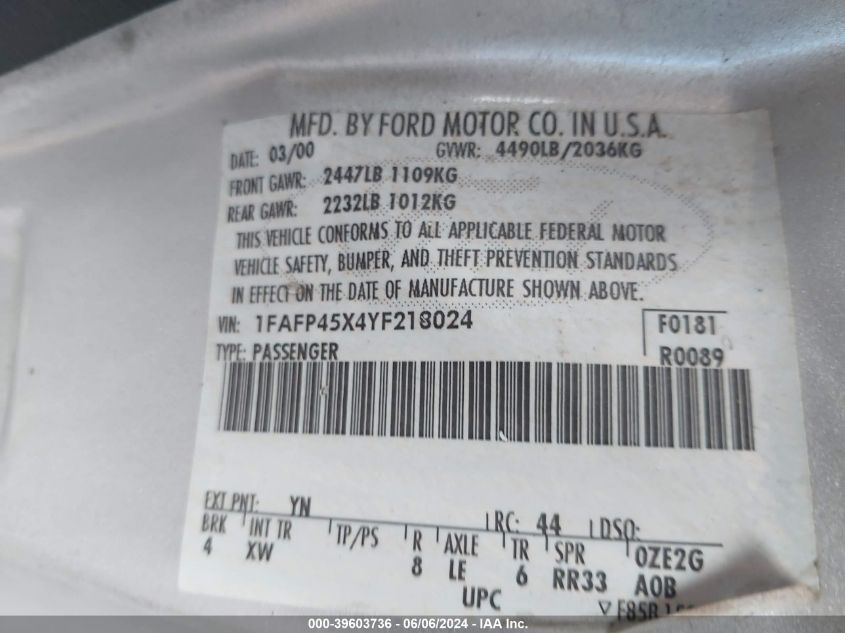 MFD. BY FORD MOTOR CO. IN U.S.A.
DATE: 03/00 GVWR: 4490LB/2036KG
FRONT GAWR: 2447LB 1109KG
REAR GAWR: 2232LB 1012KG
THIS VEHICLE CONFORMS TO ALL APPLICABLE FEDERAL MOTOR
VEHICLE SAFETY, BUMPER, AND THEFT PREVENTION STANDARDS
IN EFFECT ON THE DATE OF MANUFACTURE SHOWN ABOVE.
VIN: 1FAFP45X4YF218024 F0181
TYPE: PASSENGER R0089
EXT PNT: YN RC: 44 DSO:
BRK INT TR TP/PS R AXLE TR SPR 0ZE2G
4 XW 8 LE 6 RR33 A0B
UPC
000-39603736 - 06/06/2024 - IAA Inc.